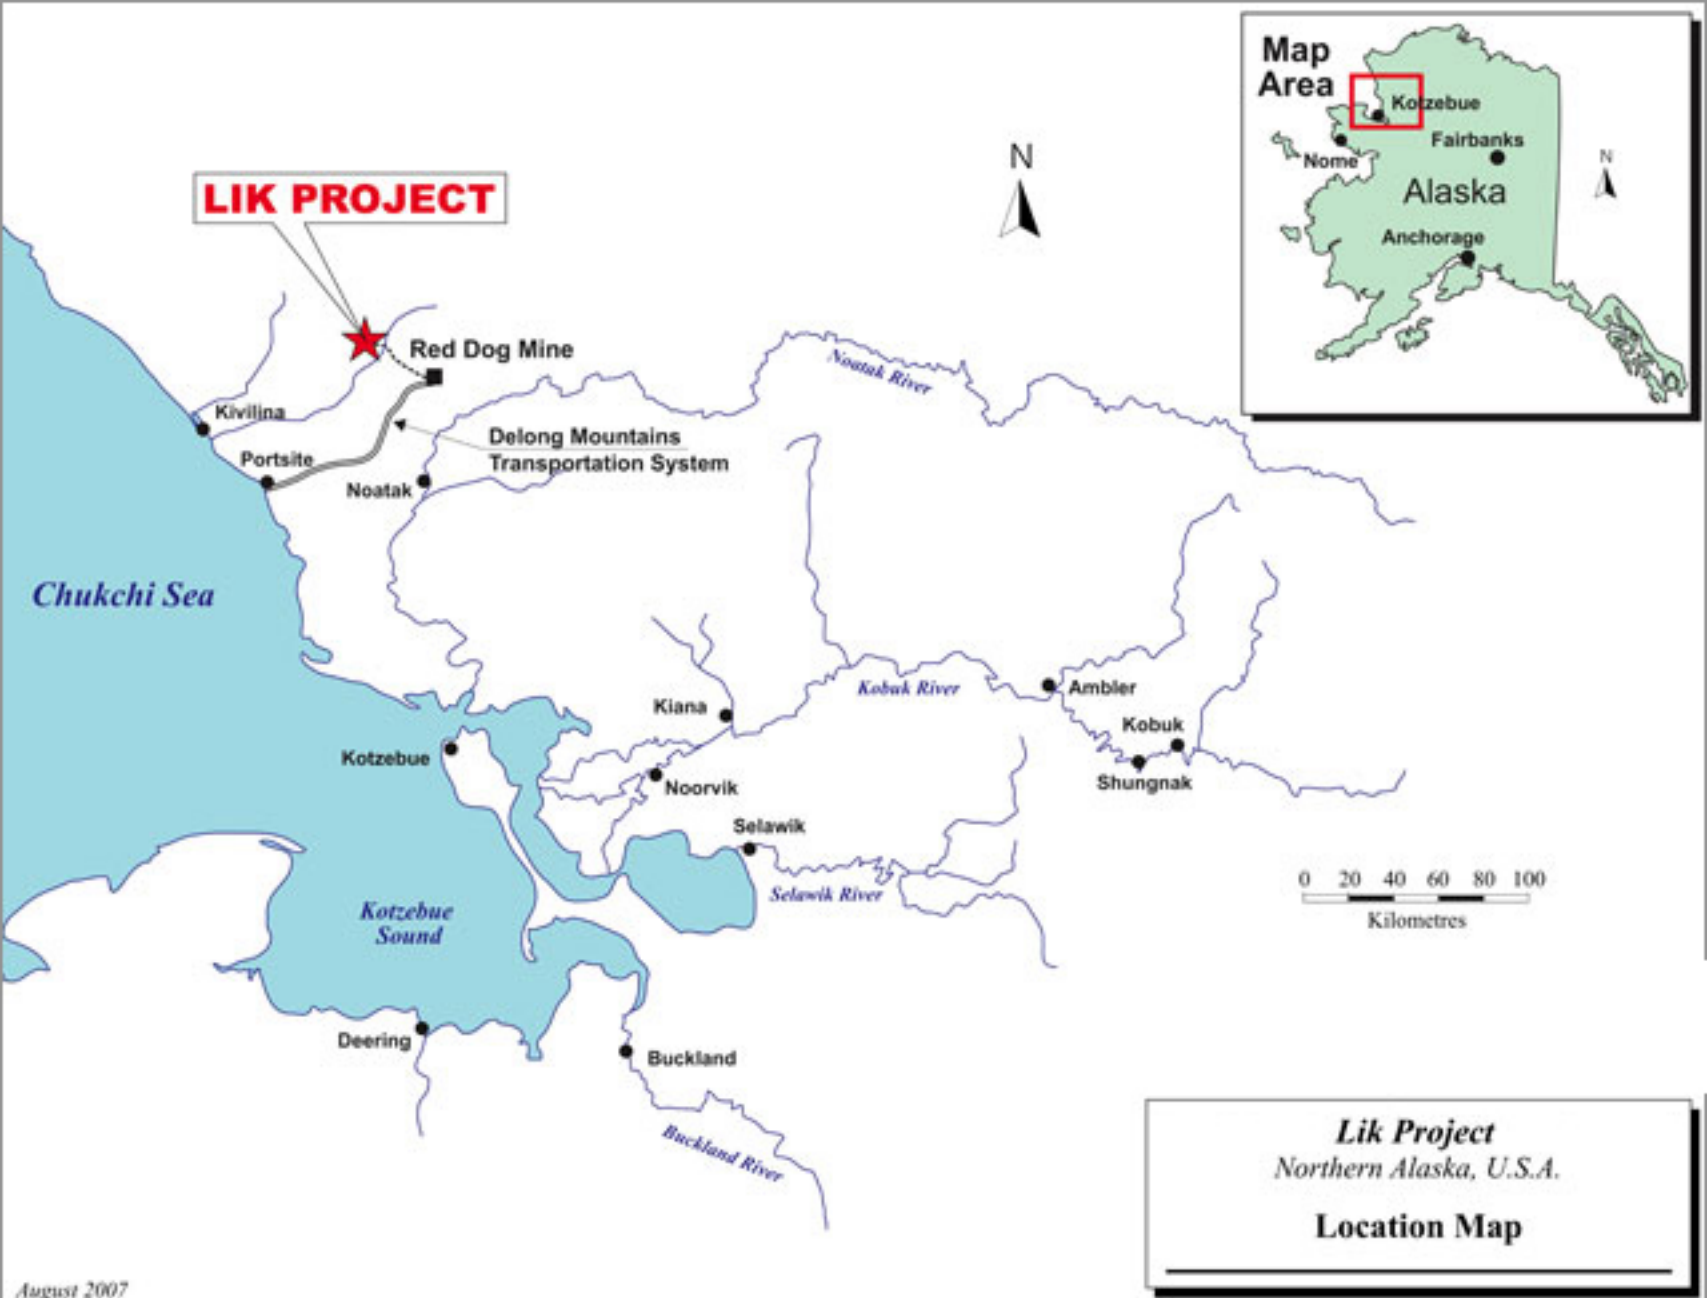 Map
Area
Kotzebue
Fairbanks
Nome
N
Alaska
Anchorage
N
LIK PROJECT
Red Dog Mine
Noatak River
Kivilina
Delong Mountains
Transportation System
Portsite
Noatak
Chukchi Sea
Kobuk River
Ambler
Kiana
Kobuk
Kotzebue
Noorvik
Shungnak
Selawik
Selawik River
0 20 40 60 80 100
Kilometres
Kotzebue
Sound
Deering
Buckland
Buckland River
Lik Project
Northern Alaska, U.S.A.
Location Map
August 2007